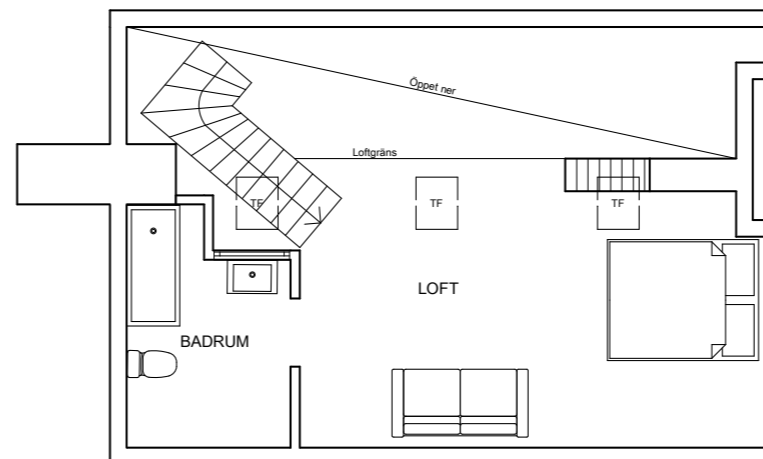 Öppet ner
Loftgräns
TF
TF
TF
LOFT
BADRUM